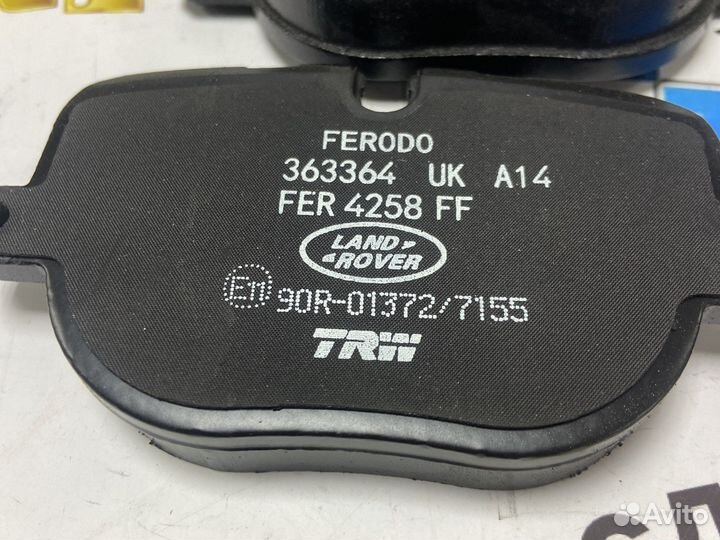 FERODO
363364 UK A14
FER 4258 FF
LAND
ROVER
E11 90R-01372/7155
TRW
Avito